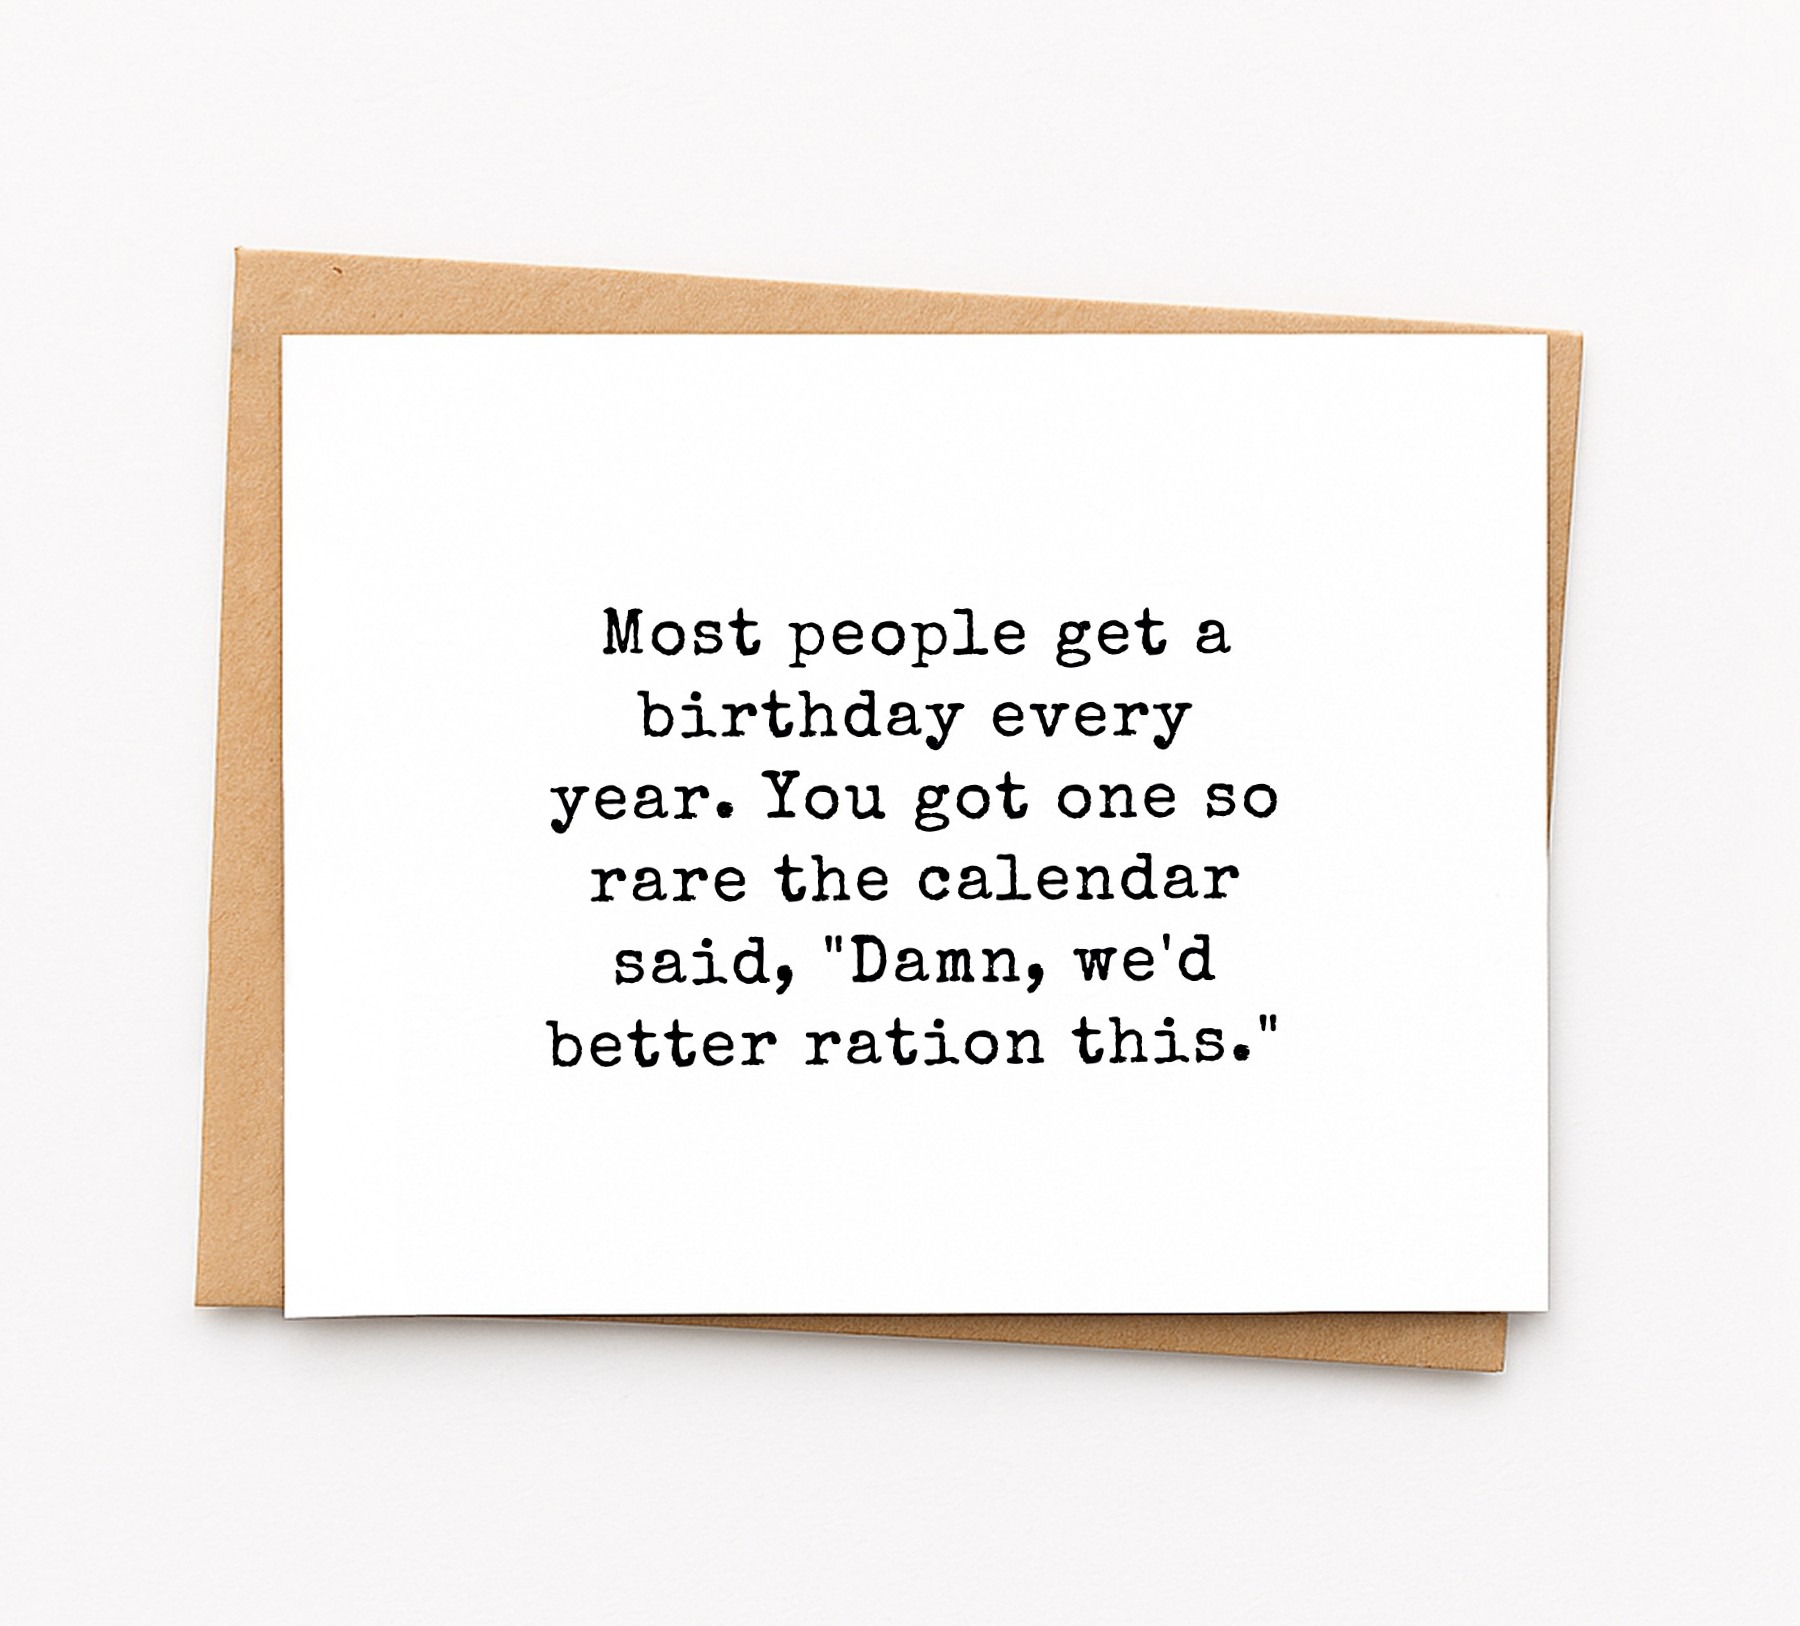 Most people get a
birthday every
year. You got one so
rare the calendar
said, "Damn, we'd
better ration this."